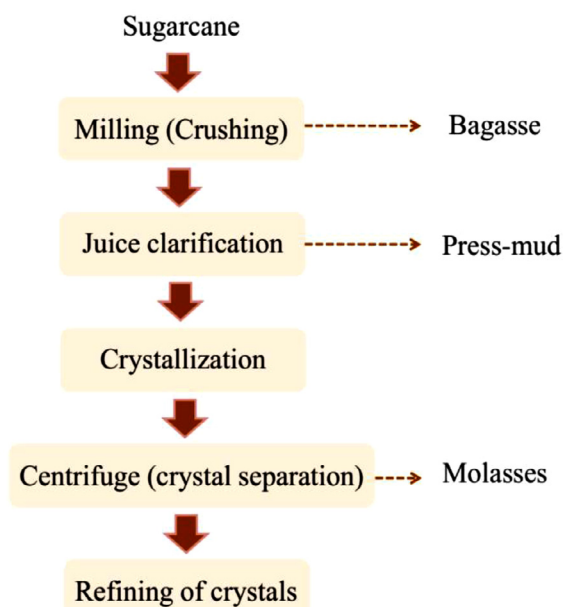 Sugarcane
Milling (Crushing)
Bagasse
Juice clarification
Press-mud
Crystallization
Centrifuge (crystal separation)
Molasses
Refining of crystals